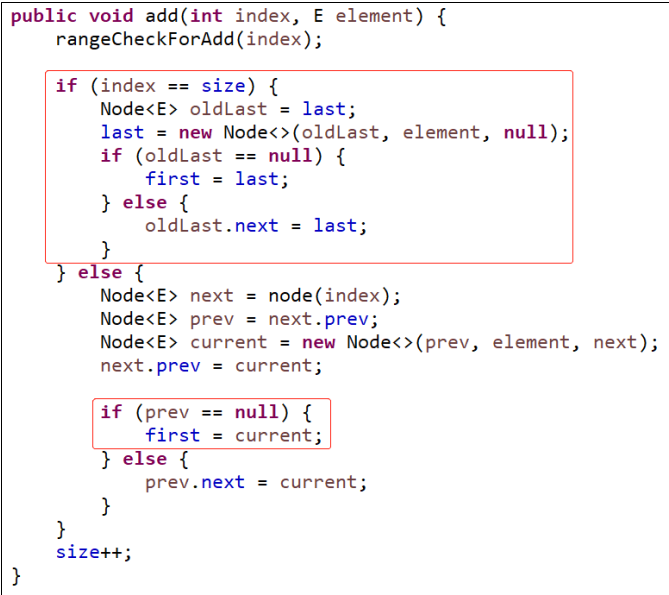 public void add(int index, E element) {
    rangeCheckForAdd(index);

    if (index == size) {
        Node<E> oldLast = last;
        last = new Node<>(oldLast, element, null);
        if (oldLast == null) {
            first = last;
        } else {
            oldLast.next = last;
        }
    } else {
        Node<E> next = node(index);
        Node<E> prev = next.prev;
        Node<E> current = new Node<>(prev, element, next);
        next.prev = current;

        if (prev == null) {
            first = current;
        } else {
            prev.next = current;
        }
    }
    size++;
}